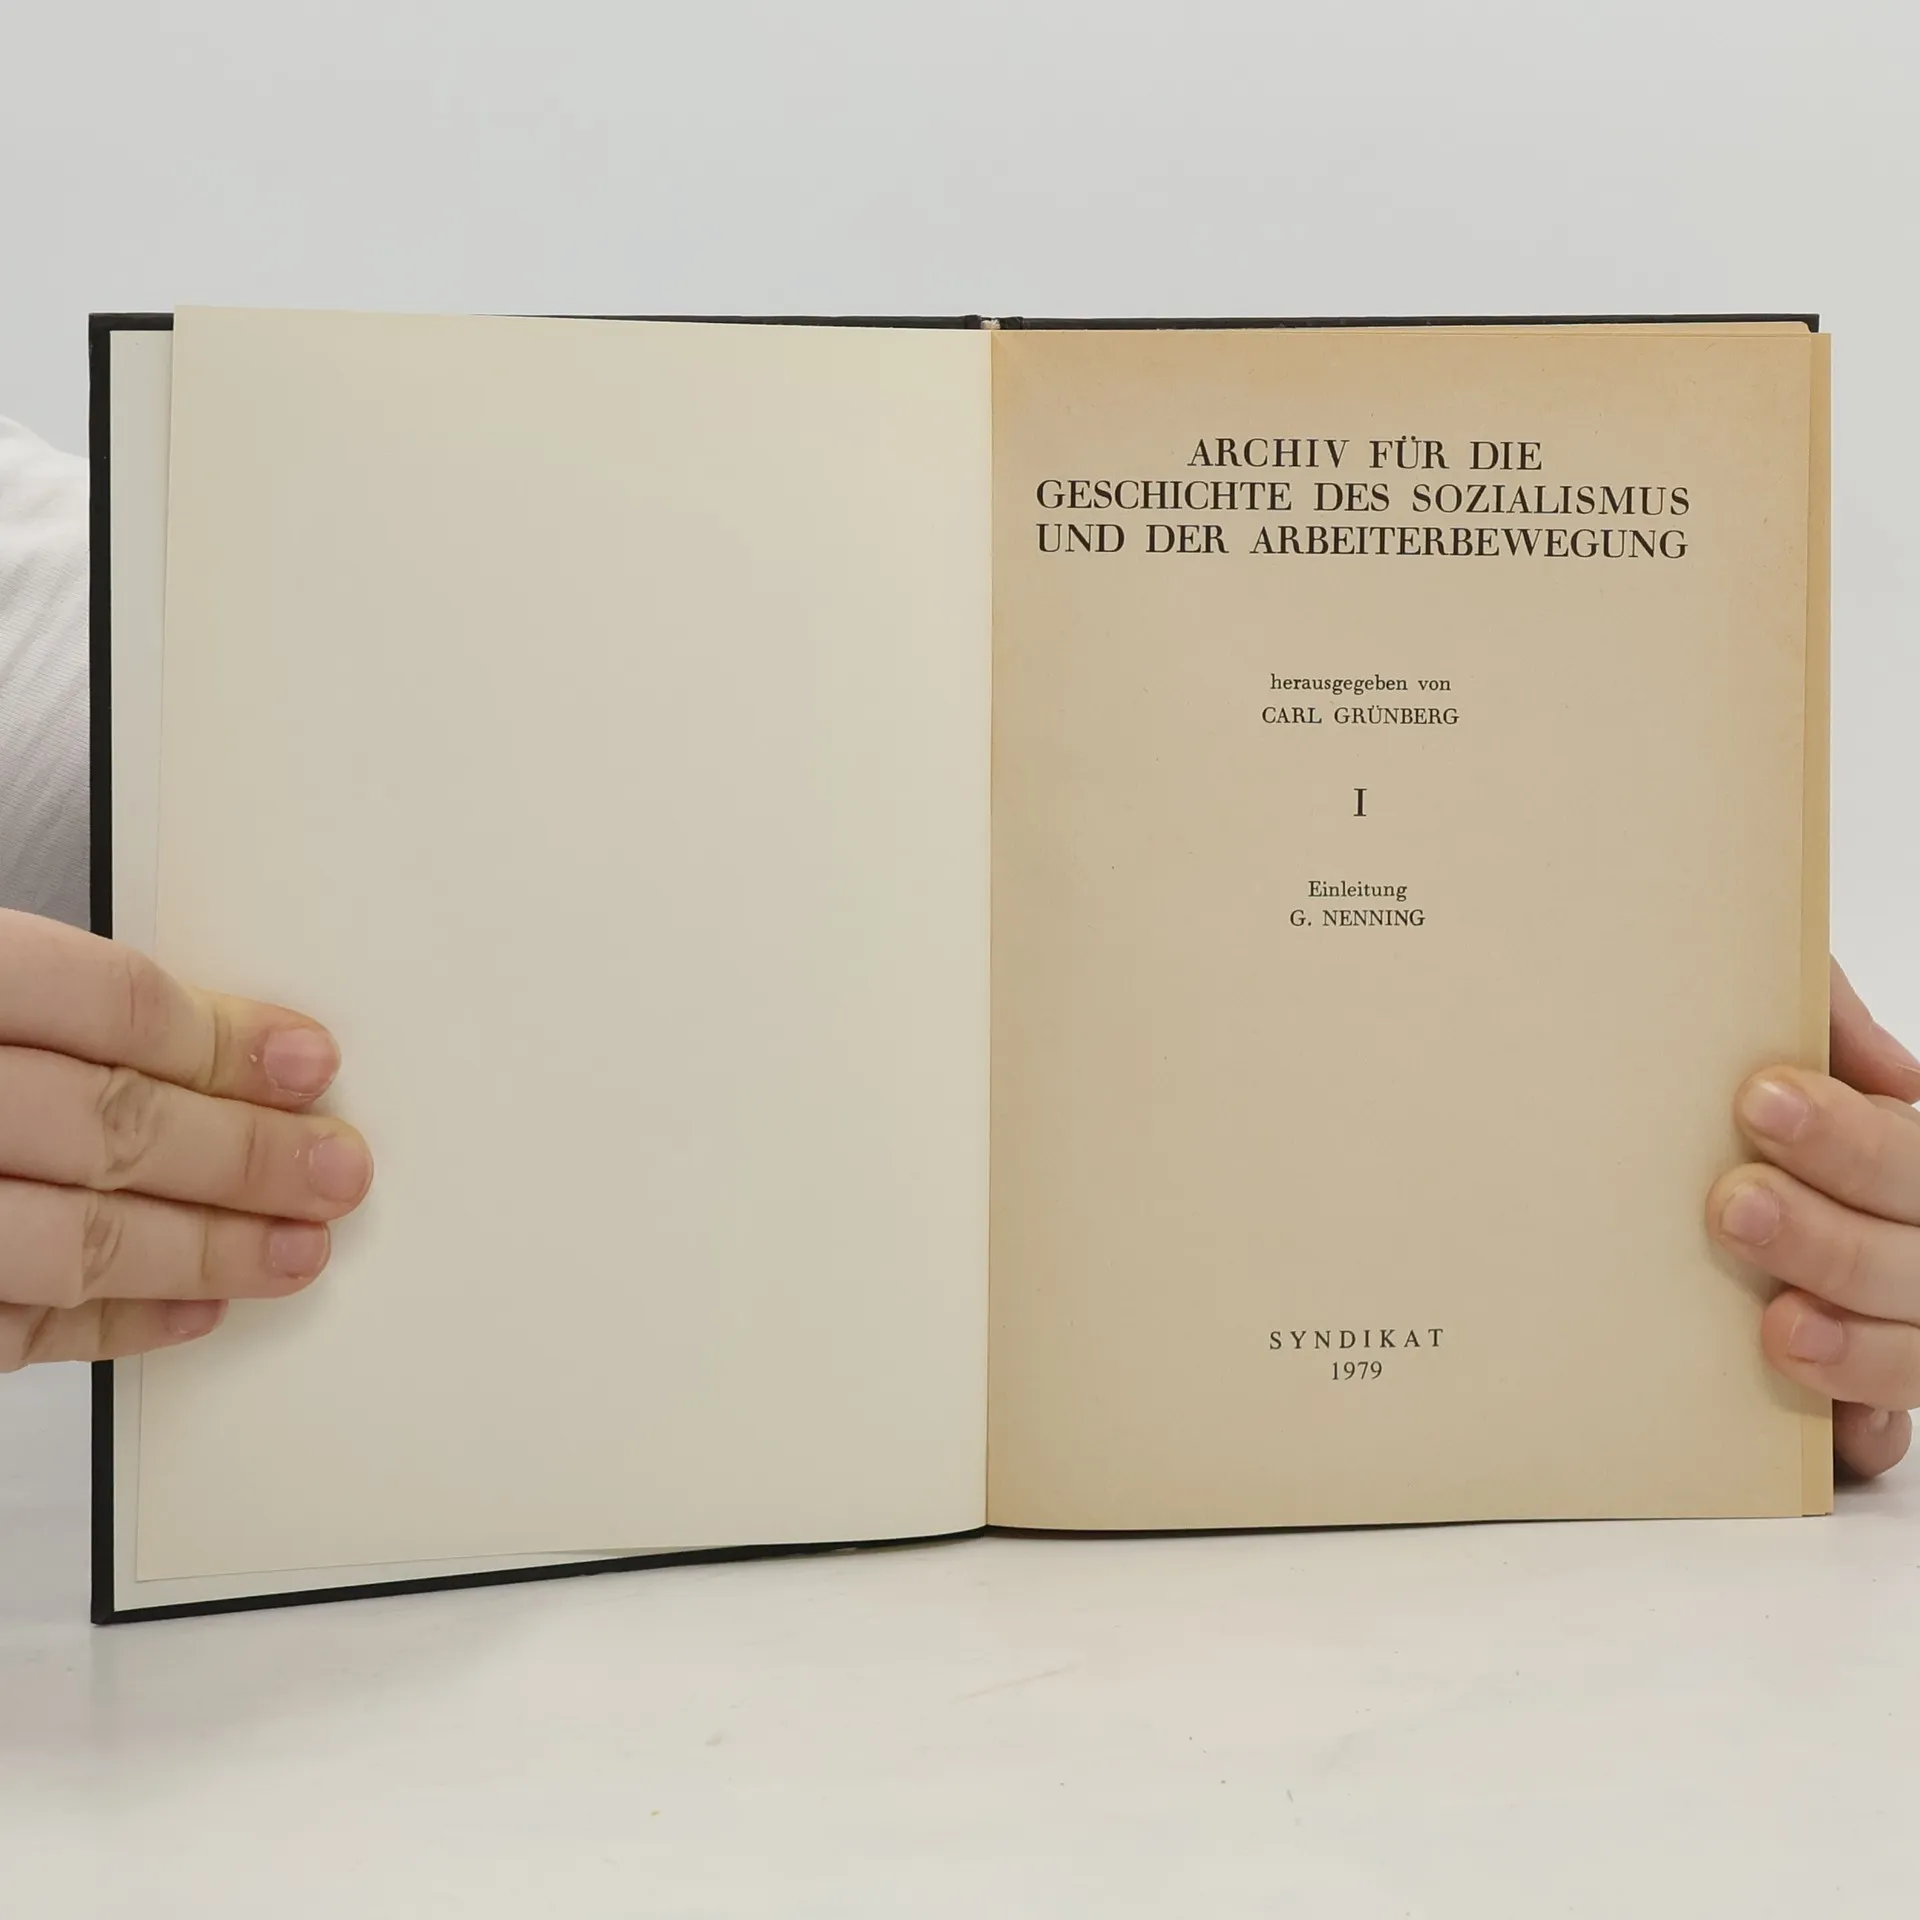 ARCHIV FÜR DIE
GESCHICHTE DES SOZIALISMUS
UND DER ARBEITERBEWEGUNG
herausgegeben von
CARL GRÜNBERG
I
Einleitung
G. NENNING
SYNDIKAT
1979